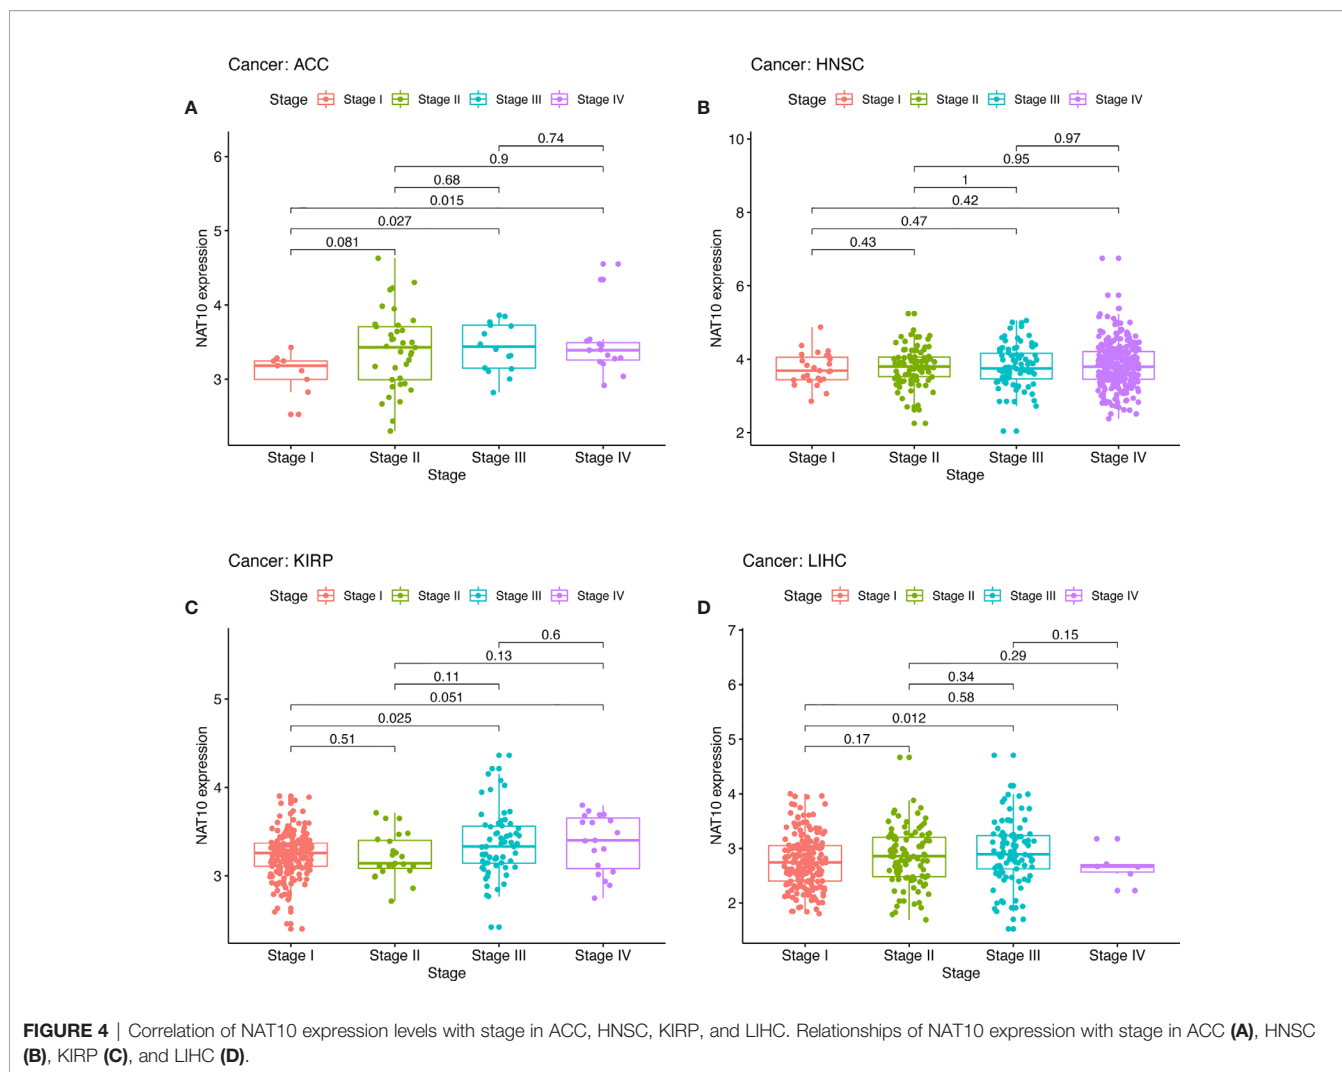 Cancer: ACC
A
Stage Stage I Stage II Stage III Stage IV
0.74
0.9
0.68
0.015
0.027
0.081
6
5
4
3
NAT10 expression
Stage I Stage II Stage III Stage IV
Stage
Cancer: HNSC
B
Stage Stage I Stage II Stage III Stage IV
0.97
0.95
1
0.42
0.47
0.43
10
8
6
4
2
NAT10 expression
Stage I Stage II Stage III Stage IV
Stage
Cancer: KIRP
C
Stage Stage I Stage II Stage III Stage IV
0.6
0.13
0.11
0.051
0.025
0.51
5
4
3
NAT10 expression
Stage I Stage II Stage III Stage IV
Stage
Cancer: LIHC
D
Stage Stage I Stage II Stage III Stage IV
0.15
0.29
0.34
0.58
0.012
0.17
7
6
5
4
3
2
NAT10 expression
Stage I Stage II Stage III Stage IV
Stage
FIGURE 4 | Correlation of NAT10 expression levels with stage in ACC, HNSC, KIRP, and LIHC. Relationships of NAT10 expression with stage in ACC (A), HNSC
(B), KIRP (C), and LIHC (D).